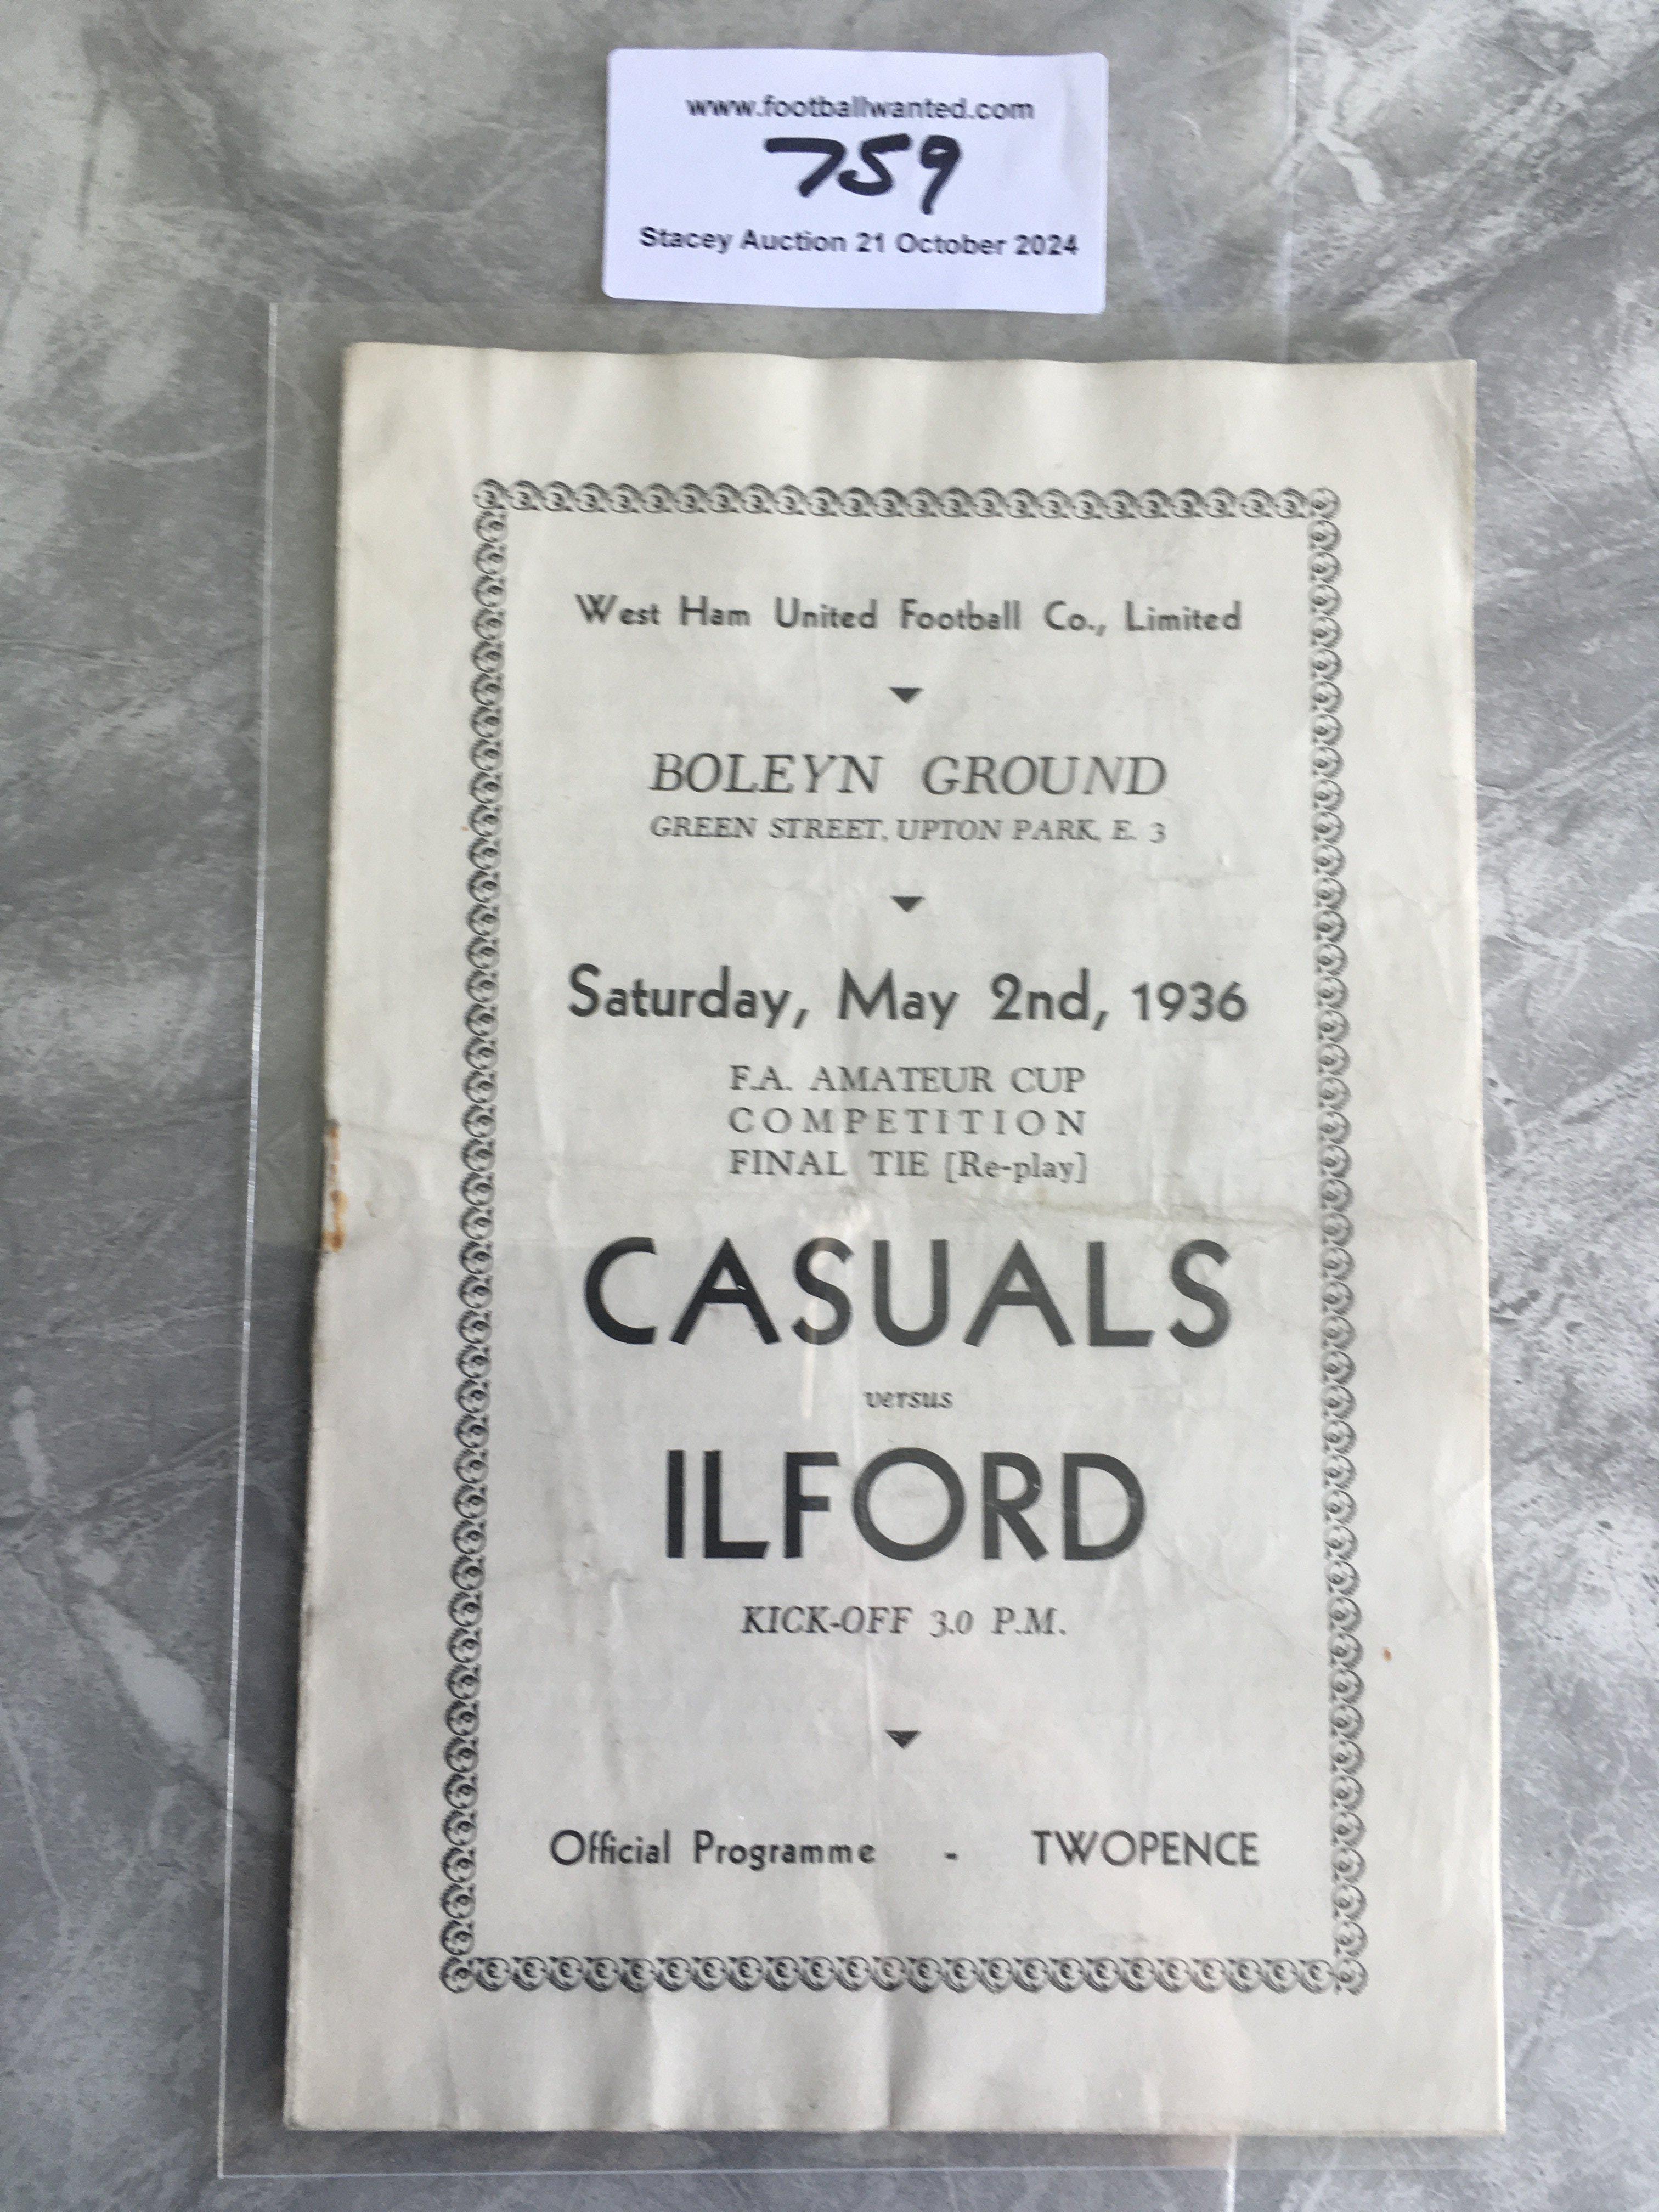 www.footballwanted.com
759
Stacey Auction 21 October 2024
West Ham United Football Co., Limited
BOLEYN GROUND
GREEN STREET, UPTON PARK, E. 3
Saturday, May 2nd, 1936
F.A. AMATEUR CUP
COMPETITION
FINAL TIE [Re-play]
CASUALS
versus
ILFORD
KICK-OFF 3.0 P.M.
Official Programme - TWOPENCE